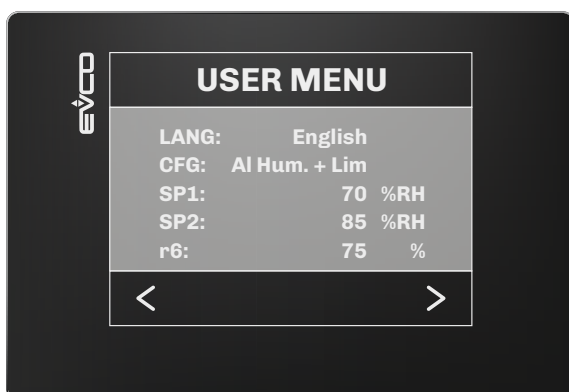 EVCO
USER MENU
LANG: English
CFG: Al Hum. + Lim
SP1: 70 %RH
SP2: 85 %RH
r6: 75 %
< >